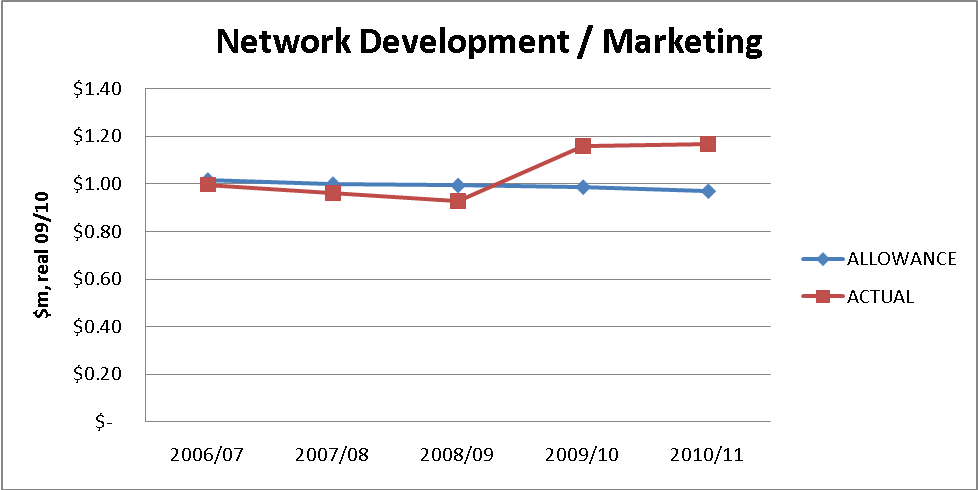 Network Development / Marketing
$m, real 09/10
$1.40
$1.20
$1.00
$0.80
$0.60
$0.40
$0.20
$-
2006/07 2007/08 2008/09 2009/10 2010/11
ALLOWANCE
ACTUAL